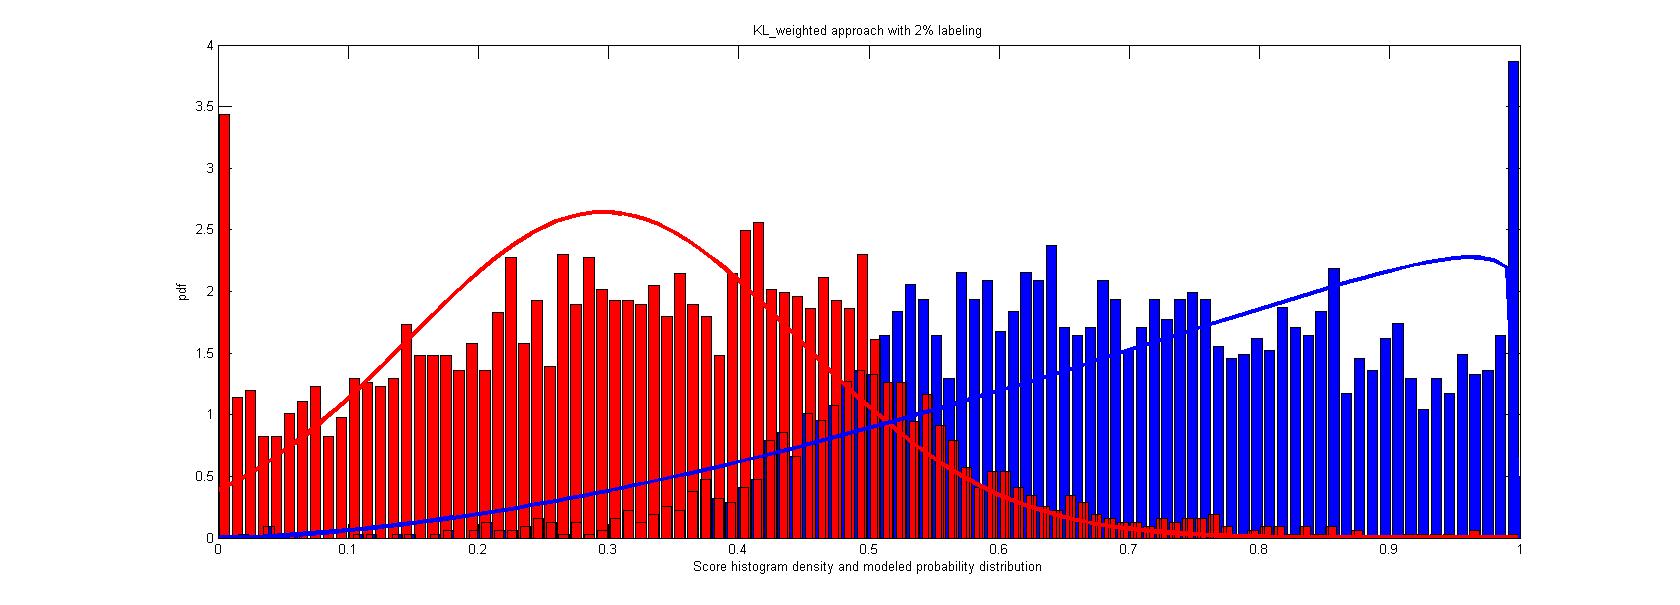 KL_weighted approach with 2% labeling
4
3.5
3
2.5
2
1.5
1
0.5
0
pdf
0 0.1 0.2 0.3 0.4 0.5 0.6 0.7 0.8 0.9 1
Score histogram density and modeled probability distribution